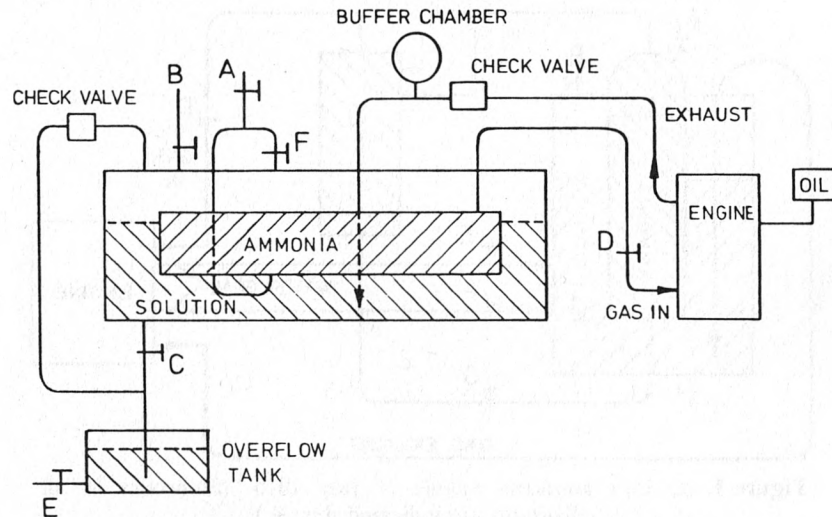 BUFFER CHAMBER
A
B
CHECK VALVE
CHECK VALVE
F
EXHAUST
OIL
ENGINE
AMMONIA
D
SOLUTION
GAS IN
C
OVERFLOW
TANK
E